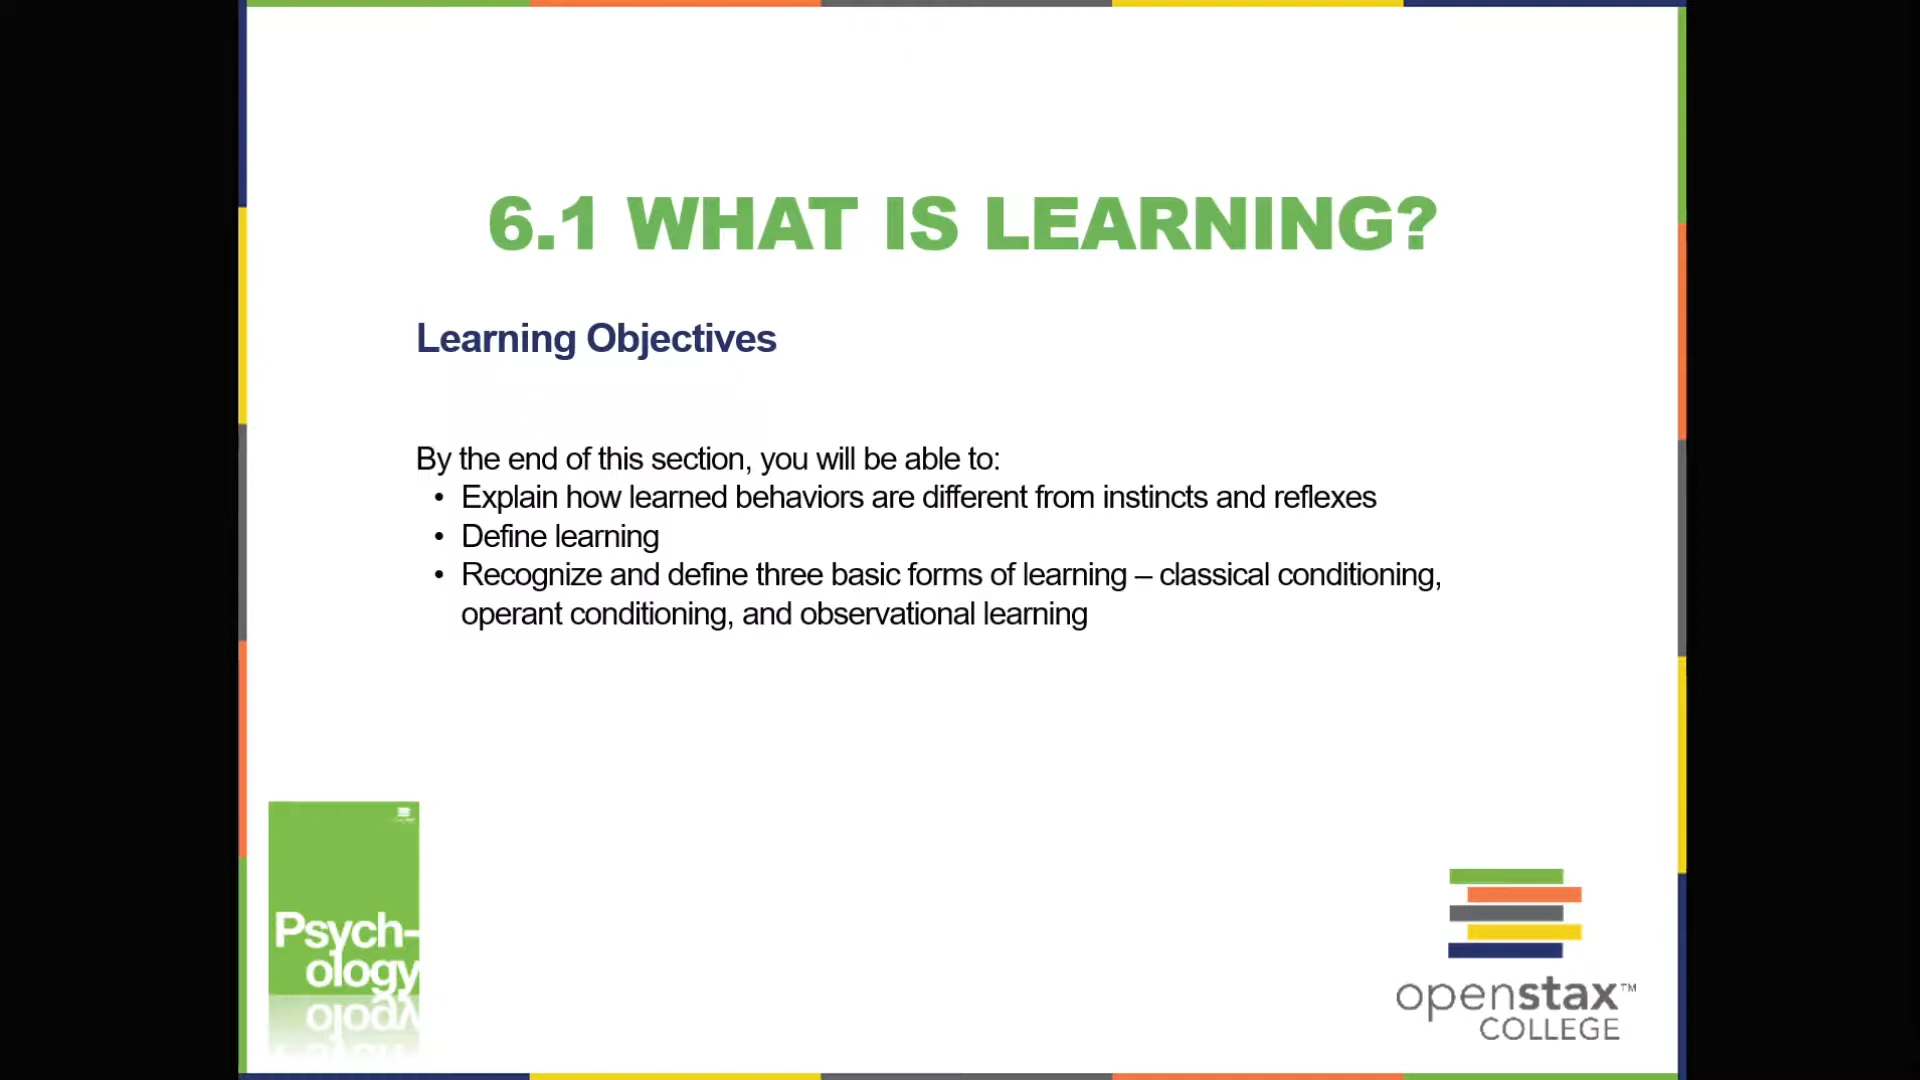 6.1 WHAT IS LEARNING?
Learning Objectives
By the end of this section, you will be able to:
• Explain how learned behaviors are different from instincts and reflexes
• Define learning
• Recognize and define three basic forms of learning – classical conditioning,
operant conditioning, and observational learning
Psych-
ology
openstax™
COLLEGE